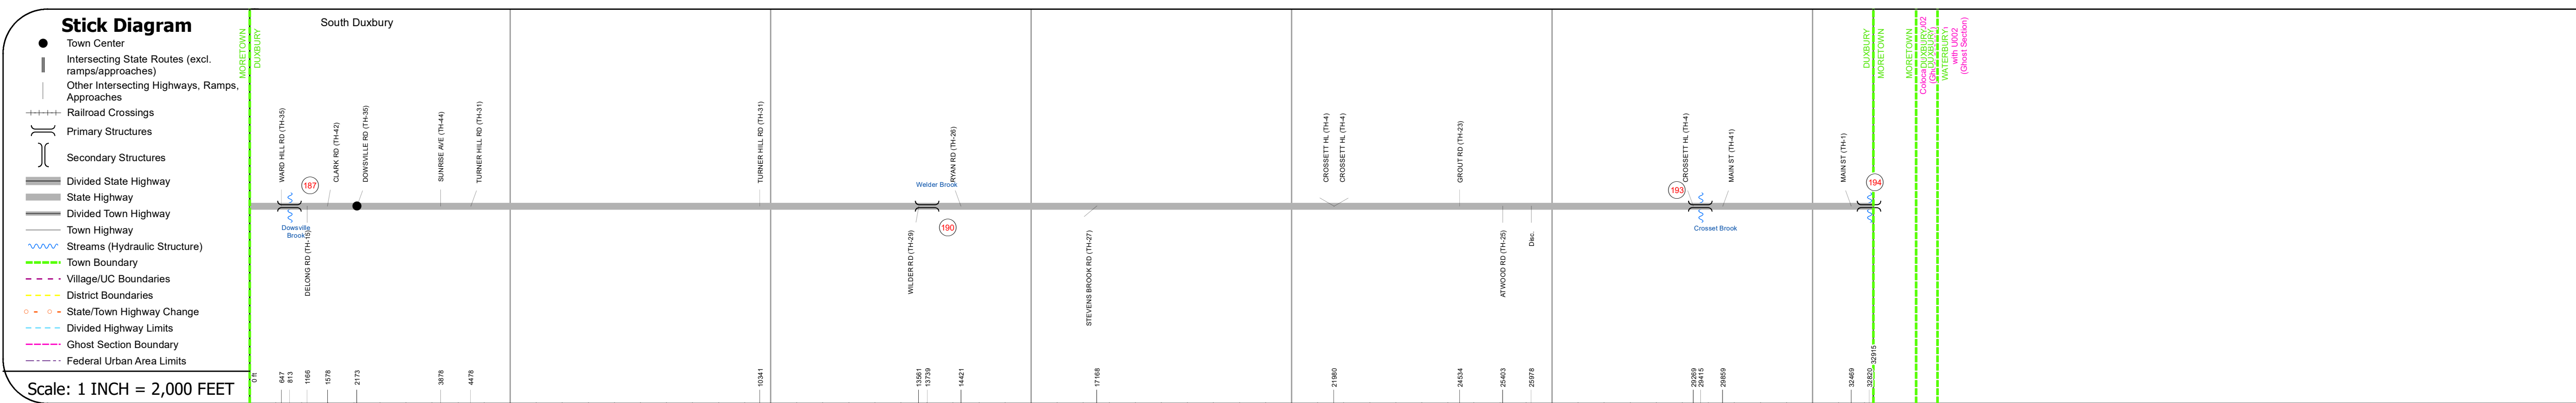 Stick Diagram
Town Center
Intersecting State Routes (excl.
ramps/approaches)
Other Intersecting Highways, Ramps,
Approaches
Railroad Crossings
Primary Structures
Secondary Structures
Divided State Highway
State Highway
Divided Town Highway
Town Highway
Streams (Hydraulic Structure)
Town Boundary
Village/UC Boundaries
District Boundaries
State/Town Highway Change
Divided Highway Limits
Ghost Section Boundary
Federal Urban Area Limits
Scale: 1 INCH = 2,000 FEET
South Duxbury
MORETOWN
DUXBURY
WARD HILL RD (TH-35)
187
CLARK RD (TH-42)
DOWSVILLE RD (TH-35)
SUNRISE AVE (TH-44)
TURNER HILL RD (TH-31)
TURNER HILL RD (TH-31)
Welder Brook
RYAN RD (TH-26)
CROSSETT HL (TH-4)
CROSSETT HL (TH-4)
GROUT RD (TH-23)
193
CROSSETT HL (TH-4)
MAIN ST (TH-41)
MAIN ST (TH-1)
194
DUXBURY
MORETOWN
MORETOWN
DUXBURY
WATERBURY
with U002
(Ghost Section)
Dowsville
Brook
DELONG RD (TH-15)
WILDER RD (TH-29)
190
STEVENS BROOK RD (TH-27)
ATWOOD RD (TH-25)
Disc.
Crosset Brook
0 ft
647
813
1166
1578
2173
3878
4478
10341
13561
13739
14421
17168
21980
24534
25403
25978
29269
29415
29859
32469
32820
32915